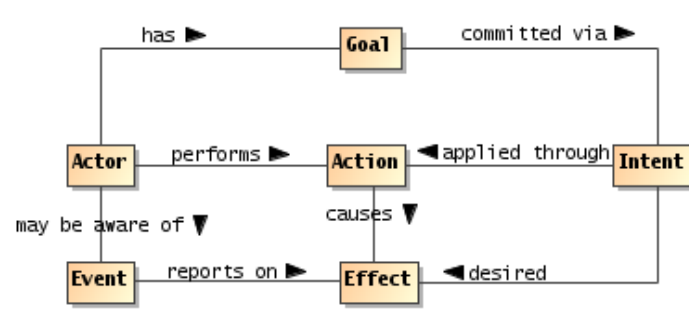 has ▶
Goal
committed via ▶
Actor
performs ▶
Action
◀applied through
Intent
causes ▼
may be aware of ▼
Event
reports on ▶
Effect
◀desired